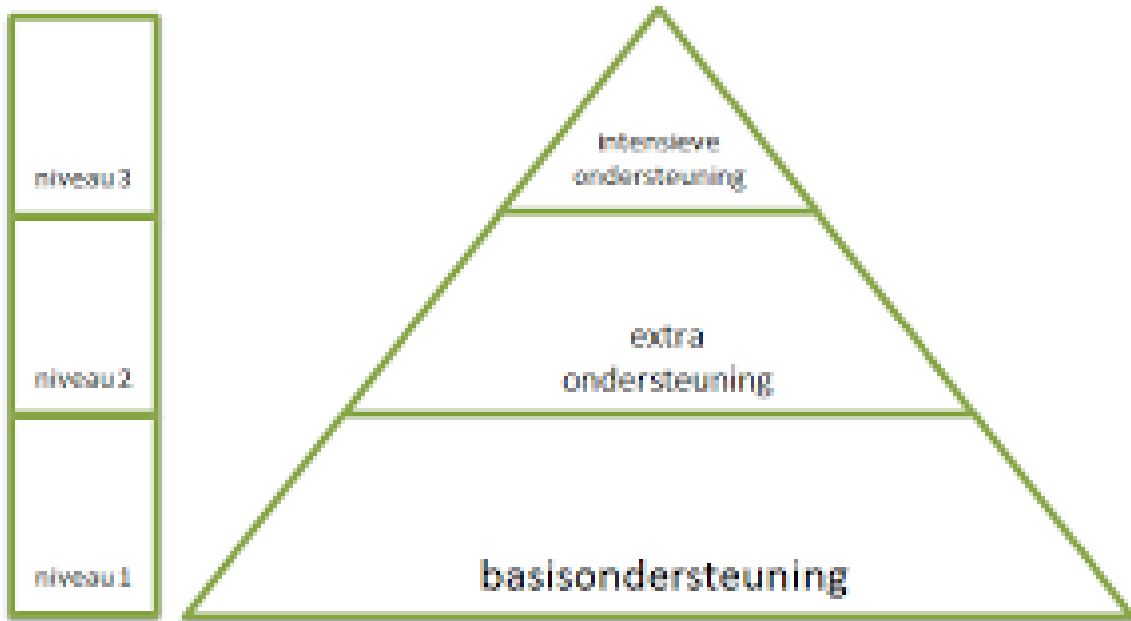 intensieve
ondersteuning
niveau 3
extra
ondersteuning
niveau 2
basisondersteuning
niveau 1